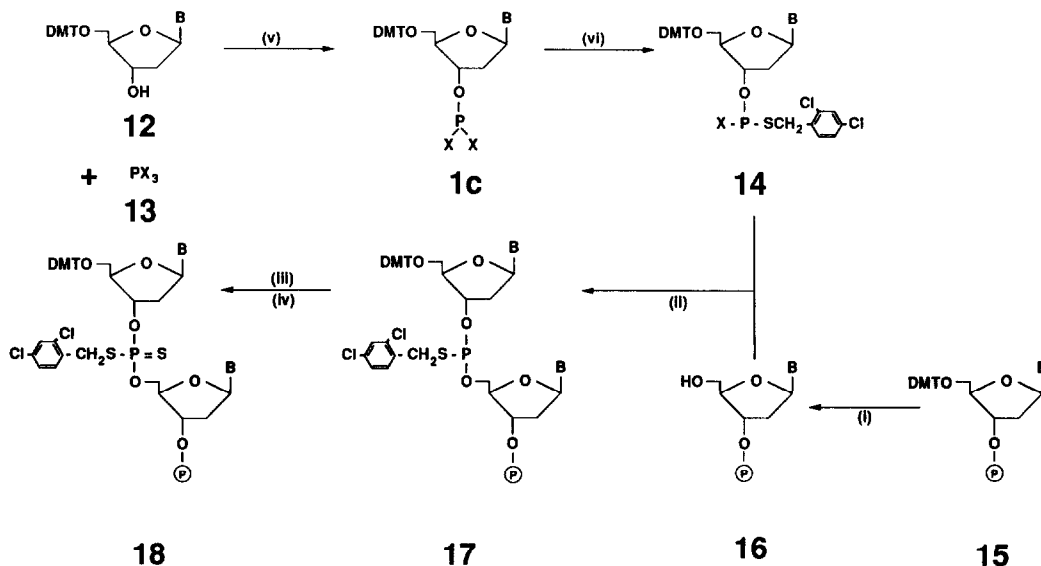 B
DMTO
O
OH
12
+ PX₃
13
(v)
B
DMTO
O
O
P
X X
1c
(vi)
B
DMTO
O
O
X - P - SCH₂
Cl
Cl
14
B
DMTO
O
O
Cl
Cl
CH₂S - P = S
O
B
O
O
P
18
(iii)
(iv)
B
DMTO
O
O
Cl
Cl
CH₂S - P
O
B
O
O
P
17
(ii)
B
HO
O
O
P
16
(i)
B
DMTO
O
O
P
15